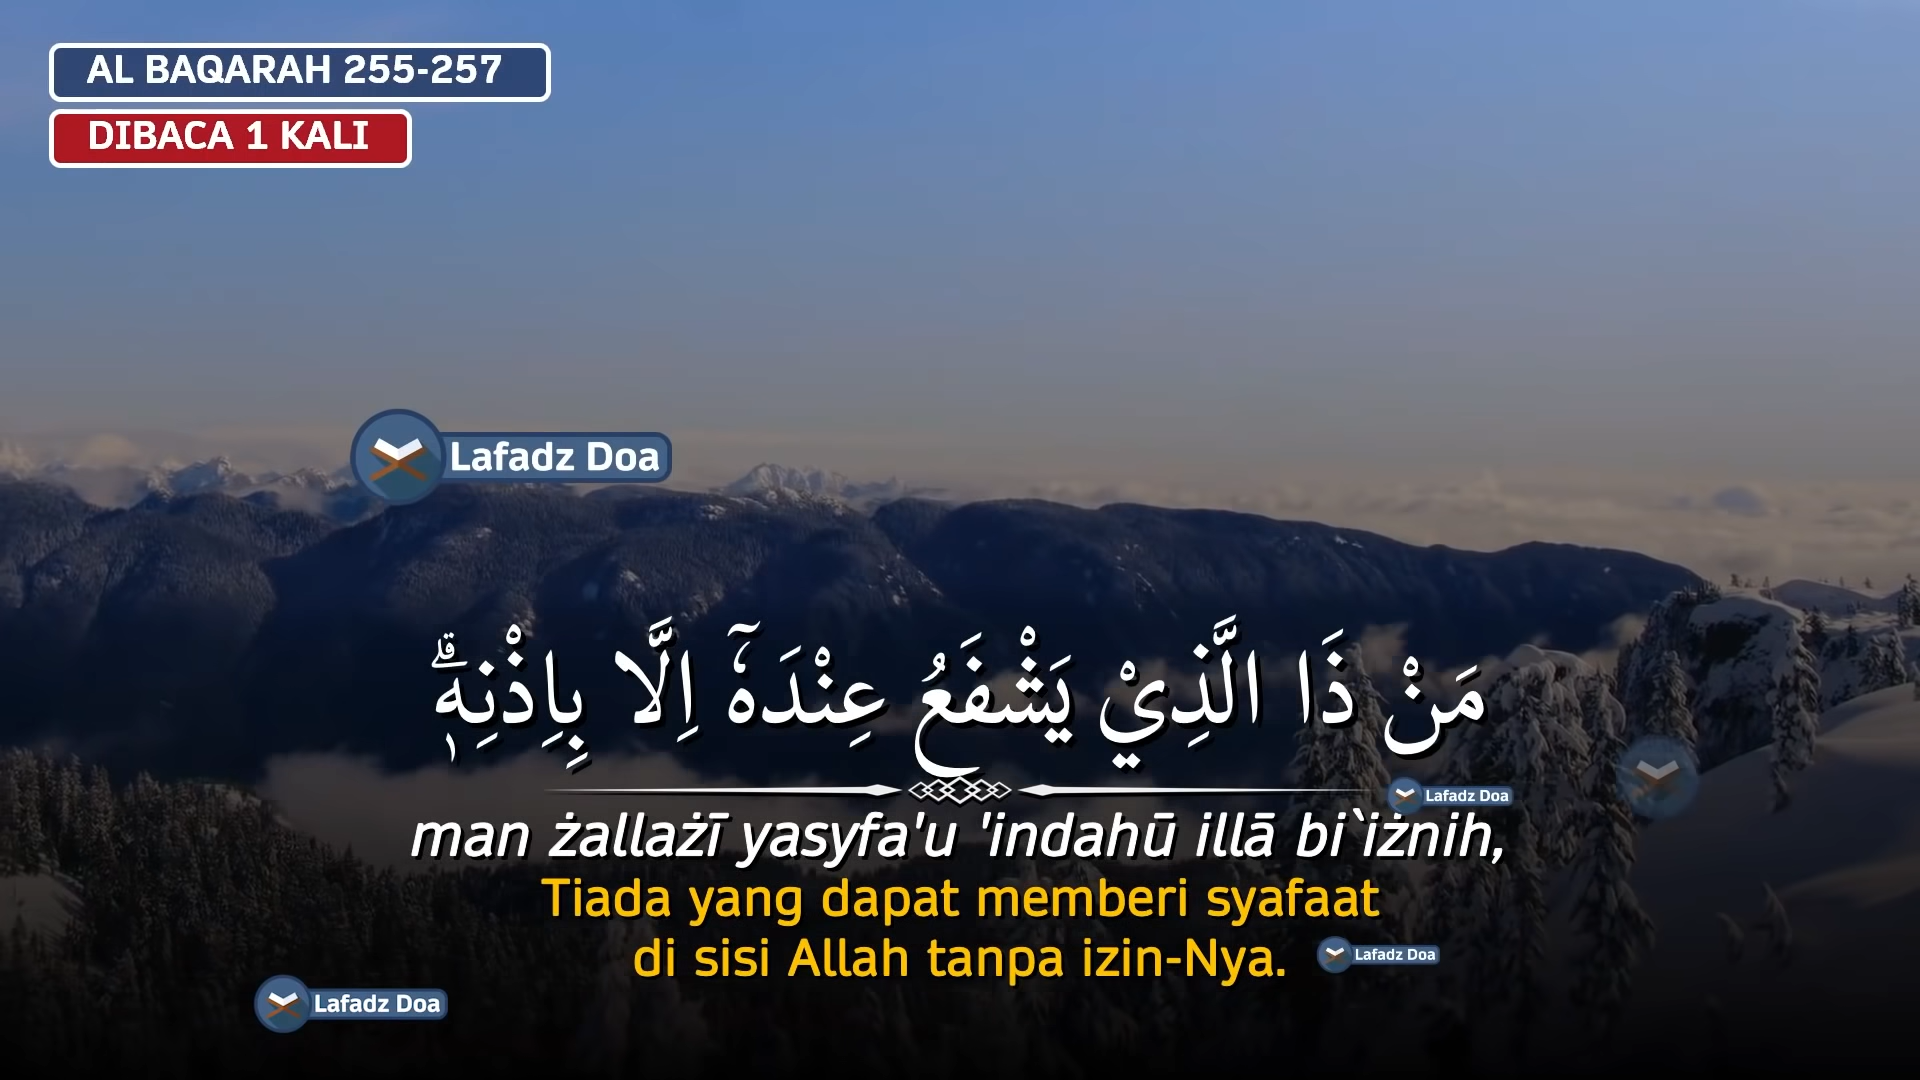 AL BAQARAH 255-257
DIBACA 1 KALI
Lafadz Doa
مَنْ ذَا الَّذِيْ يَشْفَعُ عِنْدَهٗٓ اِلَّا بِاِذْنِهٖۗ
Lafadz Doa
man żallażī yasyfa'u 'indahū illā bi`iżnih,
Tiada yang dapat memberi syafaat
di sisi Allah tanpa izin-Nya.
Lafadz Doa
Lafadz Doa